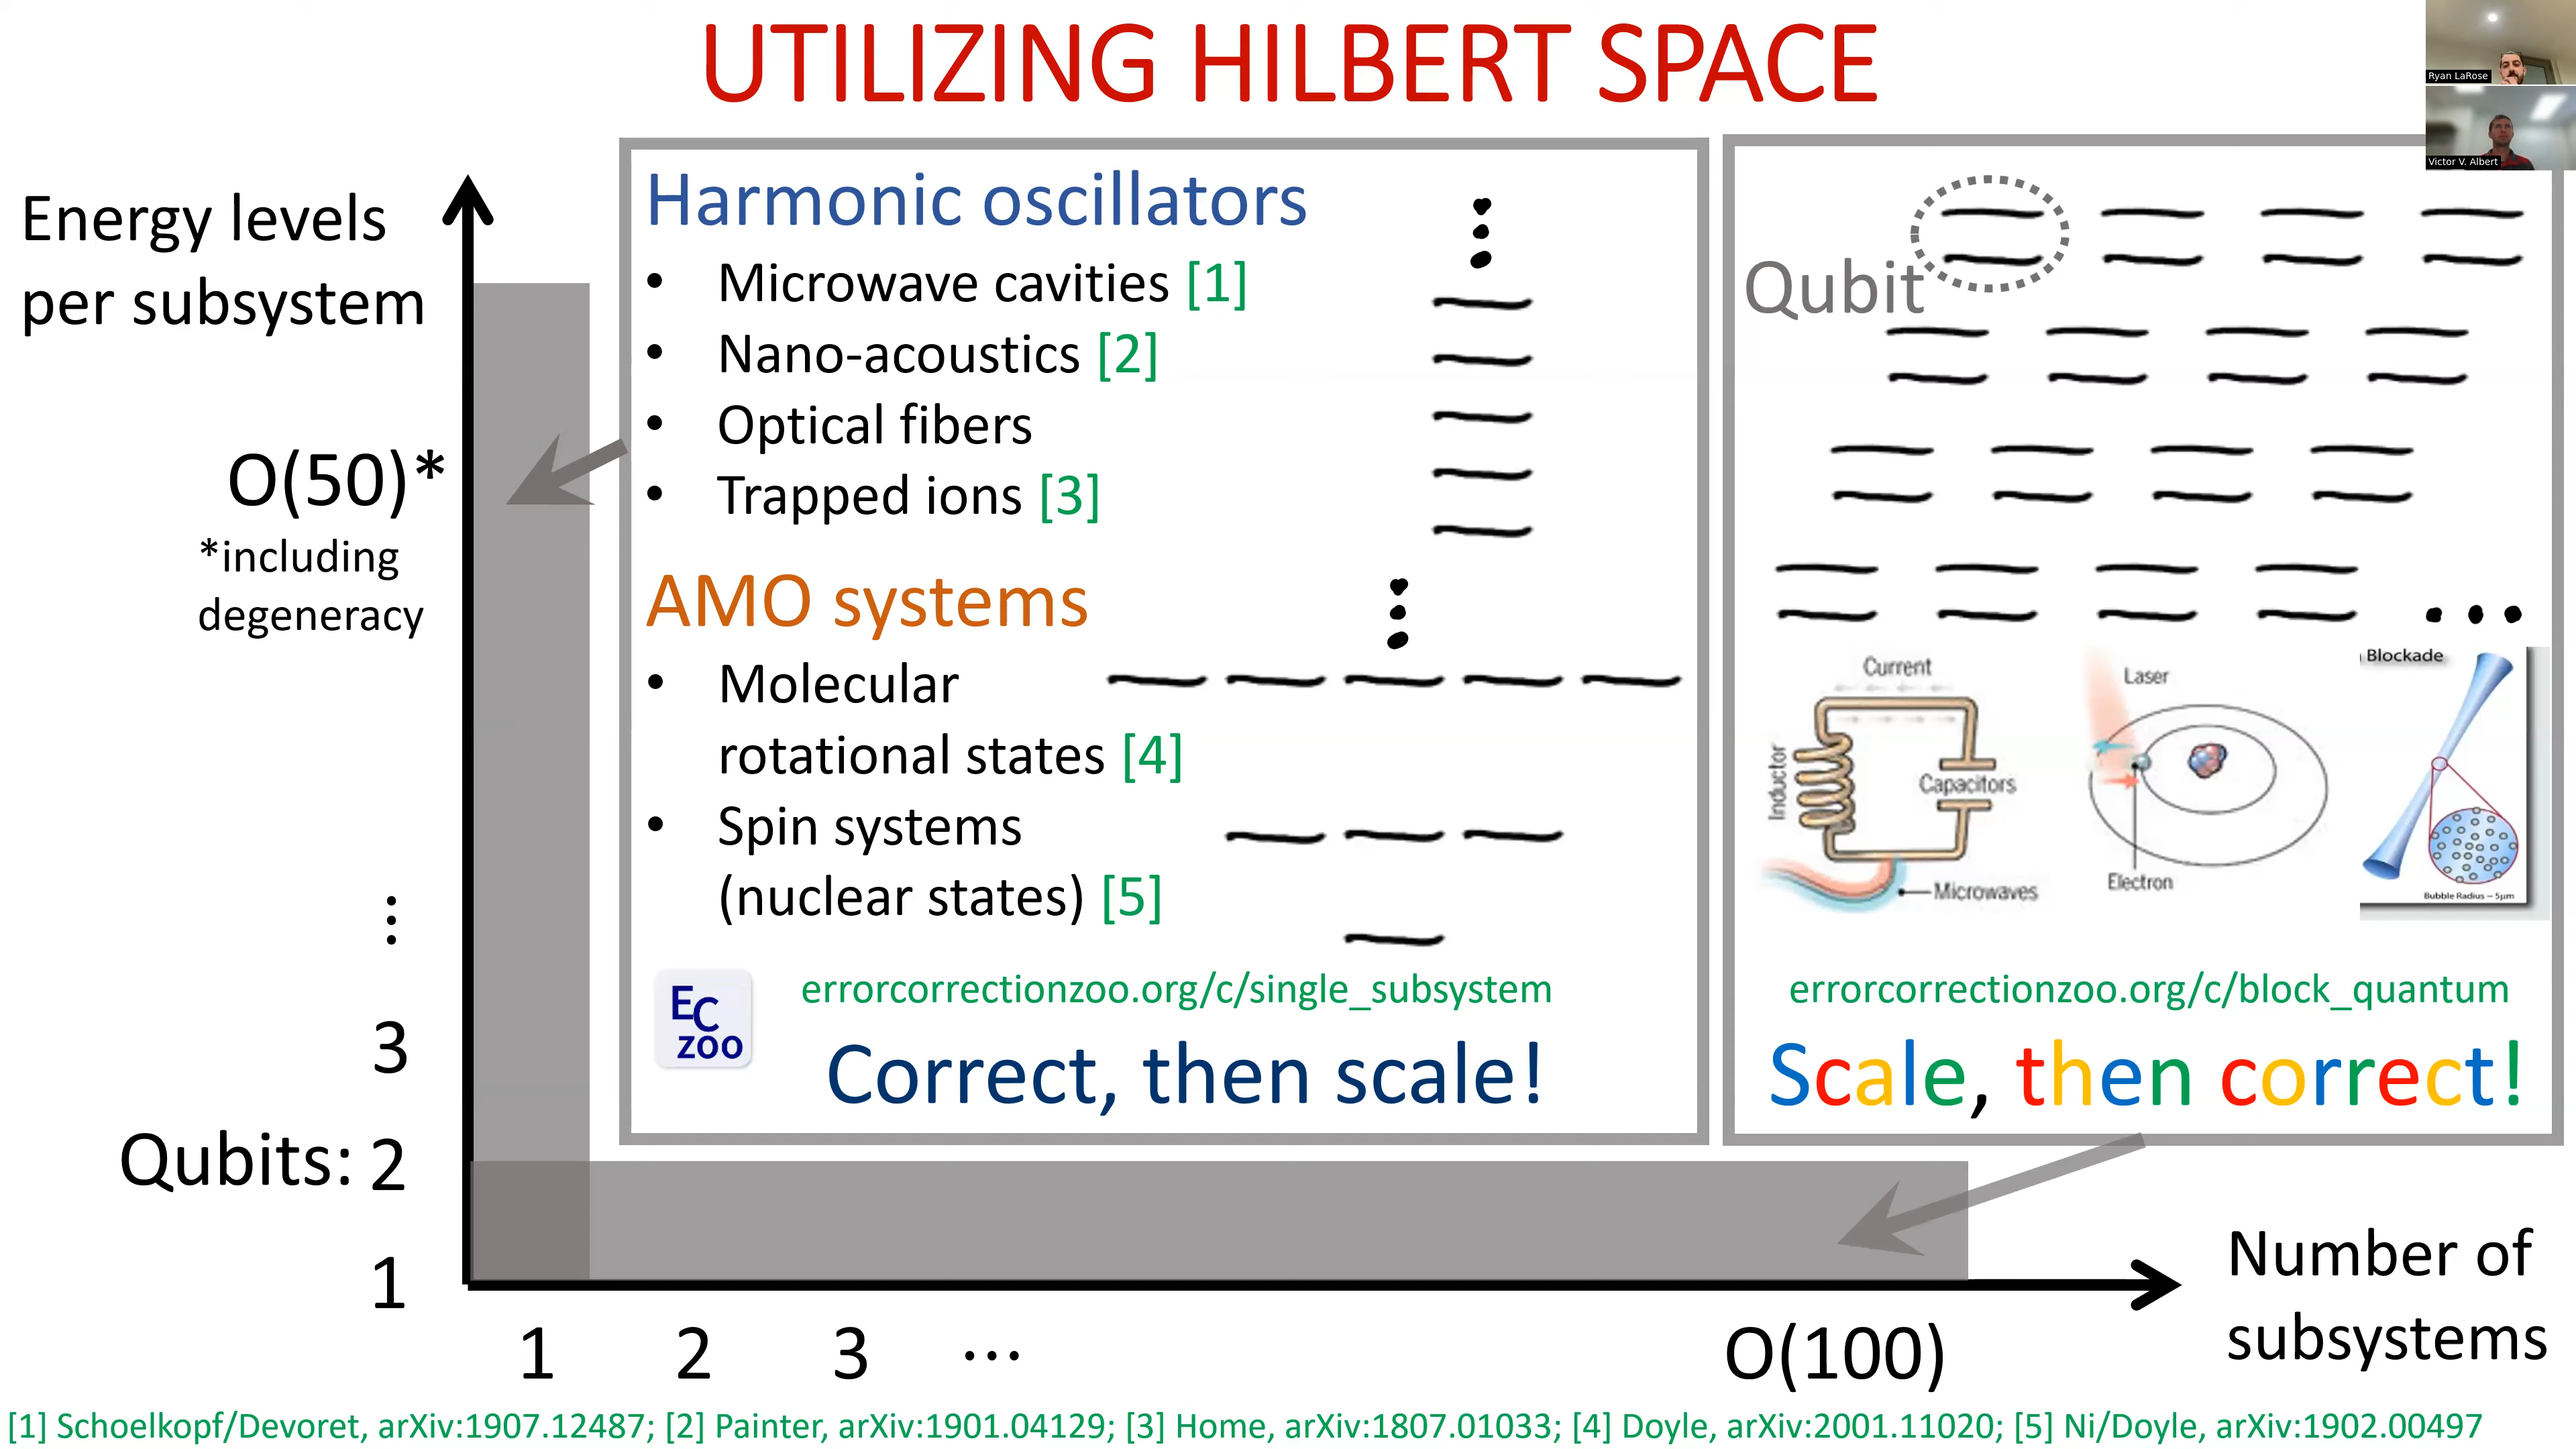 UTILIZING HILBERT SPACE
Ryan LaRose
Victor V. Albert
Energy levels
per subsystem
O(50)*
*including
degeneracy
⋮
3
Qubits: 2
1
1 2 3 ... O(100)
Number of
subsystems
Harmonic oscillators
• Microwave cavities [1]
• Nano-acoustics [2]
• Optical fibers
• Trapped ions [3]
AMO systems
• Molecular
rotational states [4]
• Spin systems
(nuclear states) [5]
EC
ZOO
errorcorrectionzoo.org/c/single_subsystem
Correct, then scale!
Qubit
Current
Inductor
Capacitors
Microwaves
Laser
Electron
Blockade
Bubble Radius ~ 5μm
errorcorrectionzoo.org/c/block_quantum
Scale, then correct!
[1] Schoelkopf/Devoret, arXiv:1907.12487; [2] Painter, arXiv:1901.04129; [3] Home, arXiv:1807.01033; [4] Doyle, arXiv:2001.11020; [5] Ni/Doyle, arXiv:1902.00497